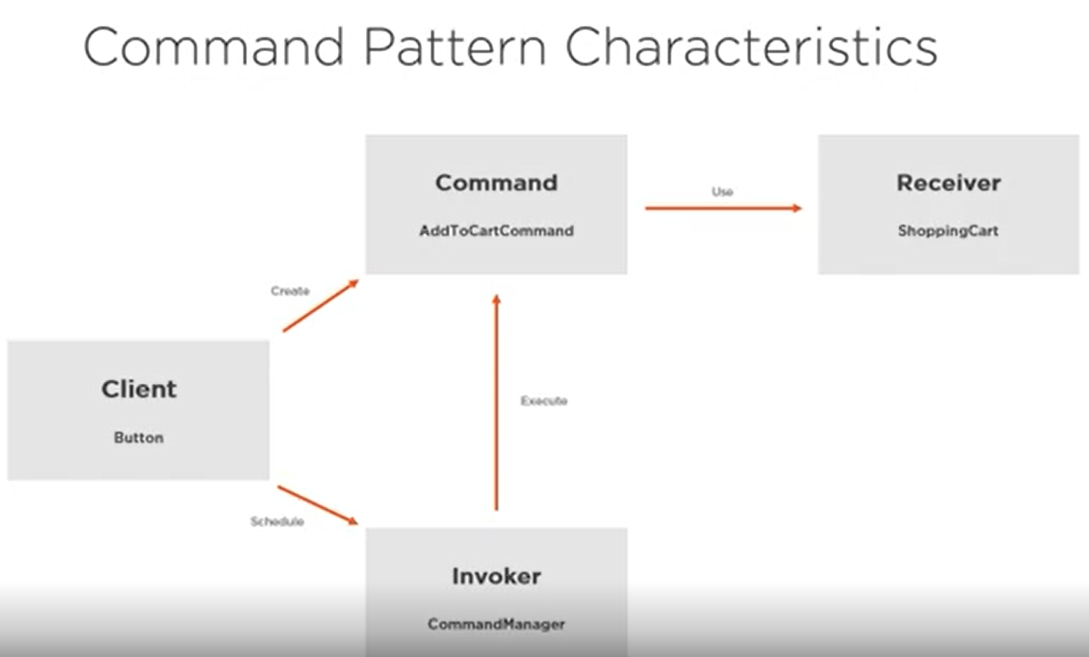 Command Pattern Characteristics
Command
AddToCartCommand
Use
Receiver
ShoppingCart
Create
Client
Button
Execute
Schedule
Invoker
CommandManager